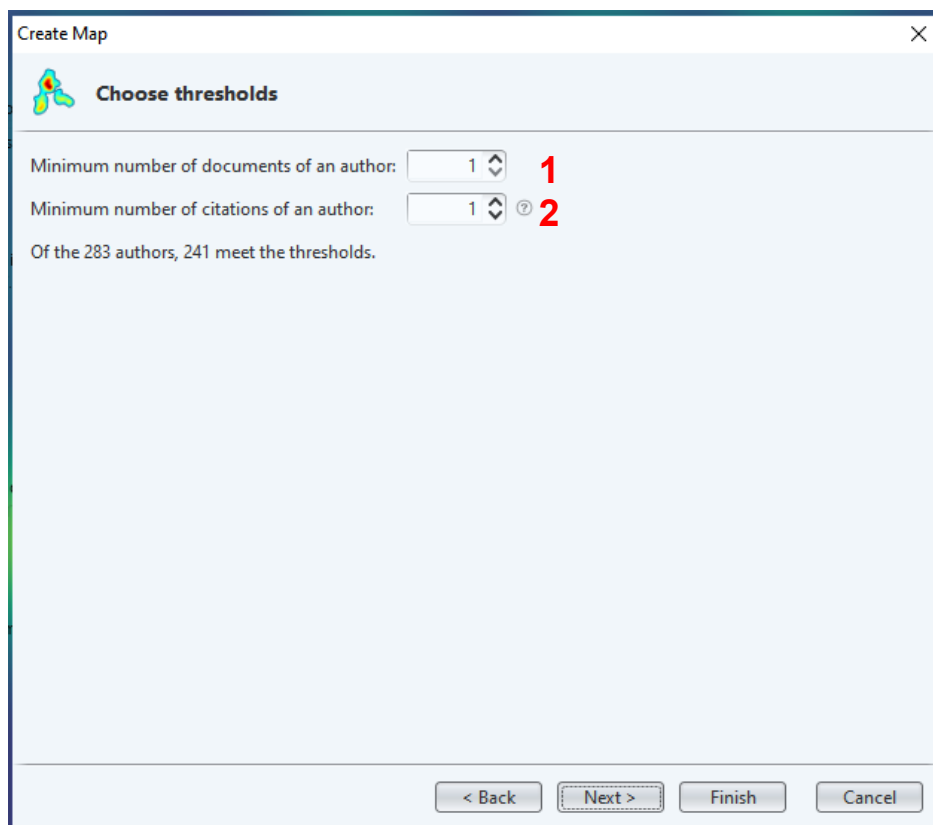 Create Map
Choose thresholds
Minimum number of documents of an author: 1 1
Minimum number of citations of an author: 1 ? 2
Of the 283 authors, 241 meet the thresholds.
< Back Next > Finish Cancel